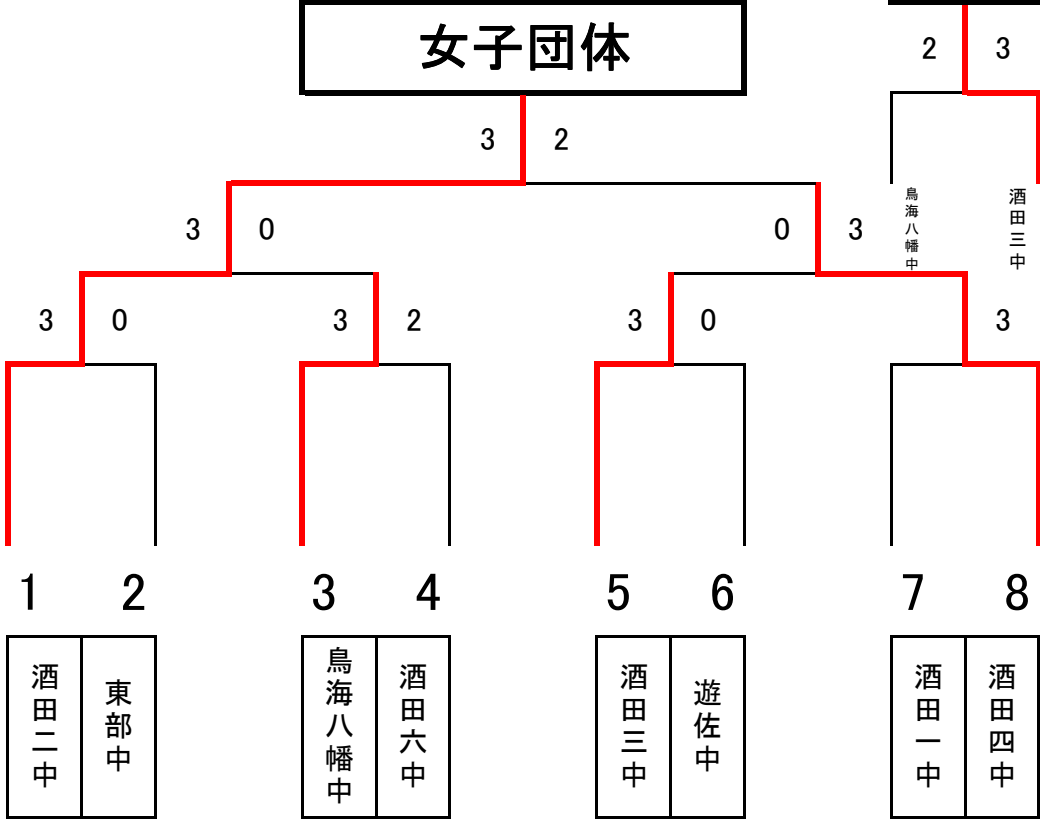 女子団体
2 3
3 2
鳥海八幡中
酒田三中
3 0 0 3
3 0 3 2 3 0 3
1 2 3 4 5 6 7 8
酒田二中
東部中
鳥海八幡中
酒田六中
酒田三中
遊佐中
酒田一中
酒田四中